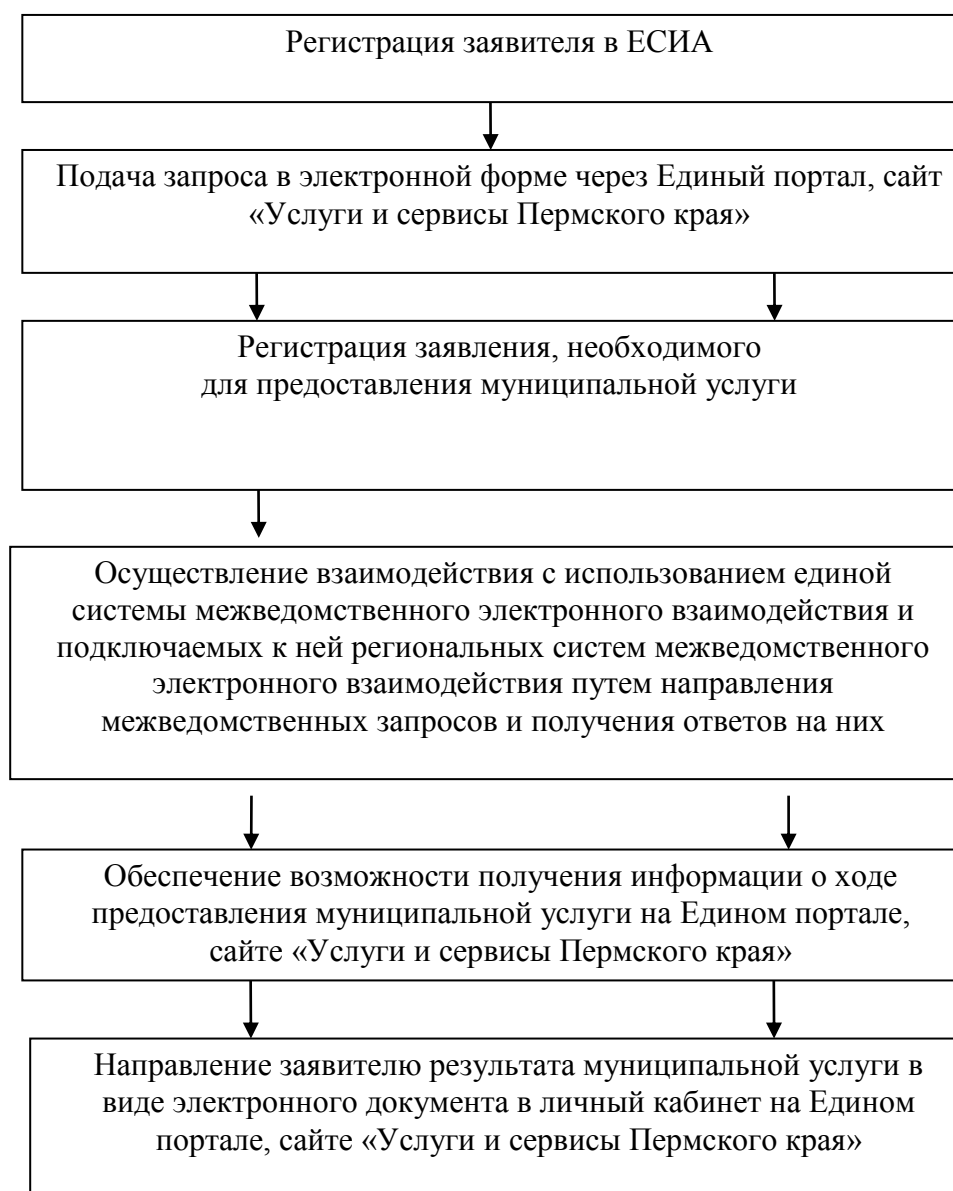 Регистрация заявителя в ЕСИА
Подача запроса в электронной форме через Единый портал, сайт
«Услуги и сервисы Пермского края»
Регистрация заявления, необходимого
для предоставления муниципальной услуги
Осуществление взаимодействия с использованием единой
системы межведомственного электронного взаимодействия и
подключаемых к ней региональных систем межведомственного
электронного взаимодействия путем направления
межведомственных запросов и получения ответов на них
Обеспечение возможности получения информации о ходе
предоставления муниципальной услуги на Едином портале,
сайте «Услуги и сервисы Пермского края»
Направление заявителю результата муниципальной услуги в
виде электронного документа в личный кабинет на Едином
портале, сайте «Услуги и сервисы Пермского края»